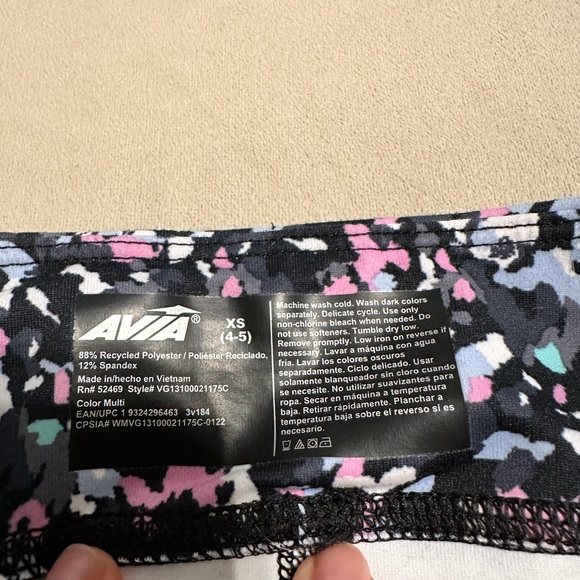 AVIA®
XS
(4-5)
88% Recycled Polyester / Poliéster Reciclado,
12% Spandex
Made in/hecho en Vietnam
Rn# 52469 Style# VG13100021175C
Color Multi
EAN/UPC 1 9324296463 3v184
CPSIA# WMVG13100021175C-0122
Machine wash cold. Wash dark colors
separately. Delicate cycle. Use only
non-chlorine bleach when needed. Do
not use softeners. Tumble dry low.
Remove promptly. Low iron on reverse if
necessary. Lavar a máquina con agua
fría. Lavar los colores oscuros
separadamente. Ciclo delicado. Usar
solamente blanqueador sin cloro cuando
es necesite. No utilizar suavizantes para
ropa. Secar en máquina a temperatura
baja. Retirar rápidamente. Planchar a
temperatura baja sobre el reverso sí es
necesario.